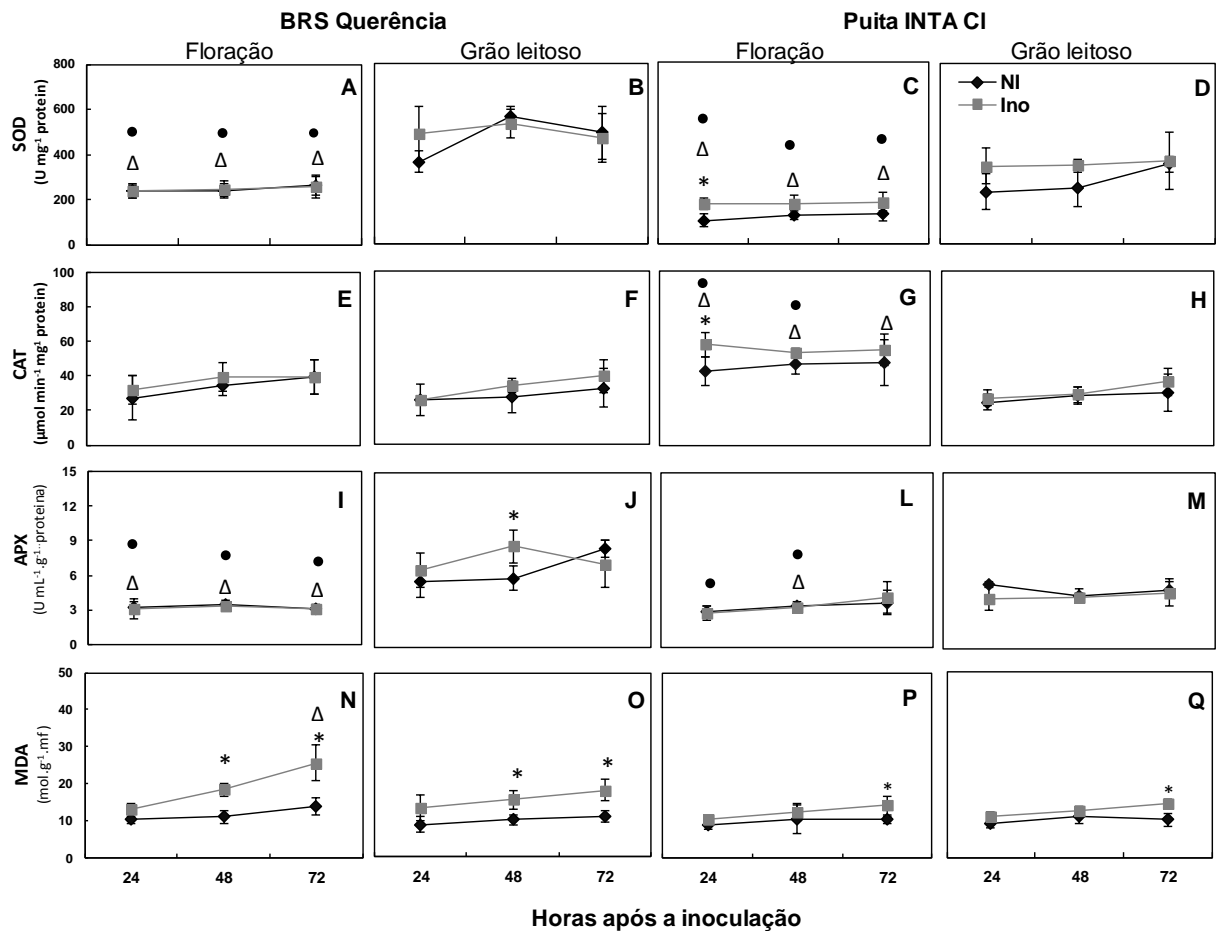 BRS Querência Puita INTA CI
Floração Grão leitoso Floração Grão leitoso
SOD
(U mg⁻¹ protein)
800
600
400
200
0
A
● ● ●
Δ Δ Δ
B
C
● ● ●
Δ Δ Δ
*
D
NI
Ino
CAT
(µmol min⁻¹ mg¹ protein)
100
80
60
40
20
0
E
F
G
● ●
Δ Δ Δ
*
H
APX
(U mL⁻¹.g⁻¹..proteina)
15
12
9
6
3
0
I
● ● ●
Δ Δ Δ
J
*
L
● ●
Δ
M
MDA
(mol.g⁻¹.mf)
50
40
30
20
10
0
N
Δ
* *
O
* *
P
*
Q
*
24 48 72 24 48 72 24 48 72 24 48 72
Horas após a inoculação